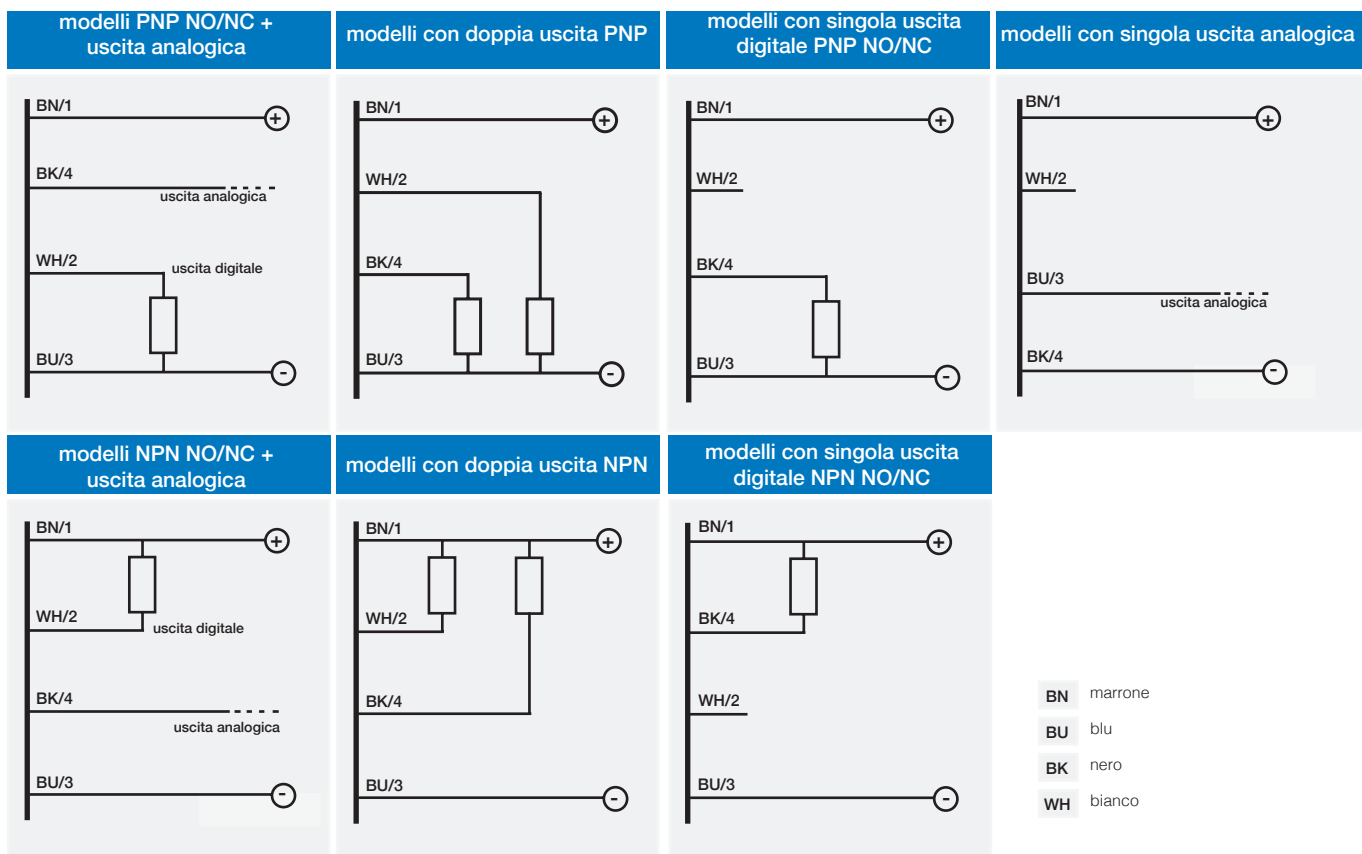 modelli PNP NO/NC +
uscita analogica
BN/1
+
BK/4
uscita analogica
WH/2
uscita digitale
BU/3
-
modelli con doppia uscita PNP
BN/1
+
WH/2
BK/4
BU/3
-
modelli con singola uscita
digitale PNP NO/NC
BN/1
+
WH/2
BK/4
BU/3
-
modelli con singola uscita analogica
BN/1
+
WH/2
BU/3
uscita analogica
BK/4
-
modelli NPN NO/NC +
uscita analogica
BN/1
+
WH/2
uscita digitale
BK/4
uscita analogica
BU/3
-
modelli con doppia uscita NPN
BN/1
+
WH/2
BK/4
BU/3
-
modelli con singola uscita
digitale NPN NO/NC
BN/1
+
BK/4
WH/2
BU/3
-
BN marrone
BU blu
BK nero
WH bianco